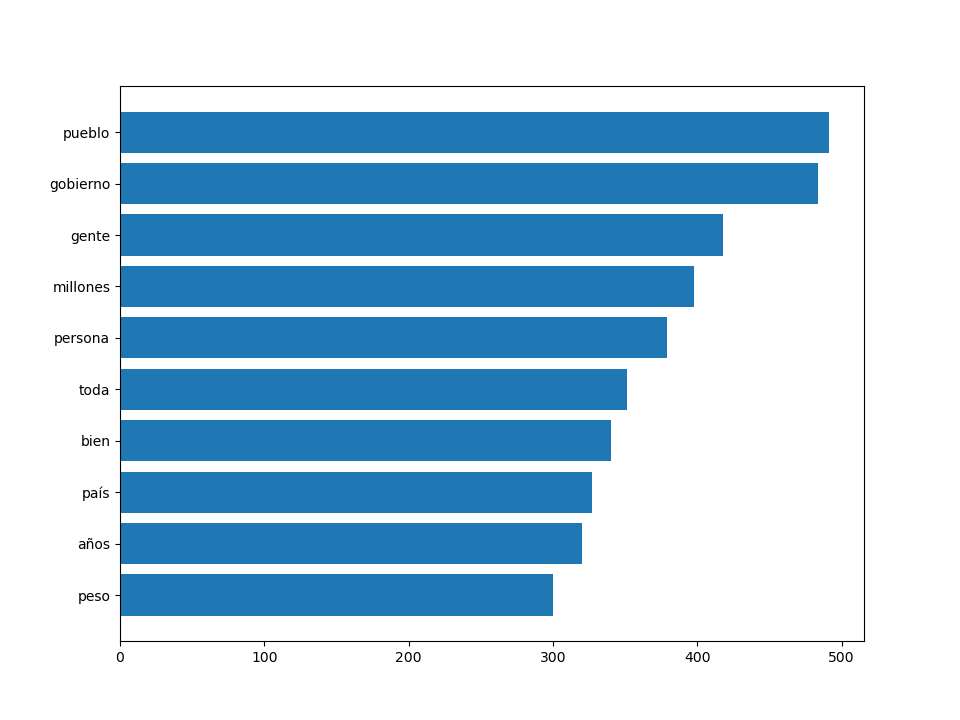 pueblo
gobierno
gente
millones
persona
toda
bien
país
años
peso
0 100 200 300 400 500